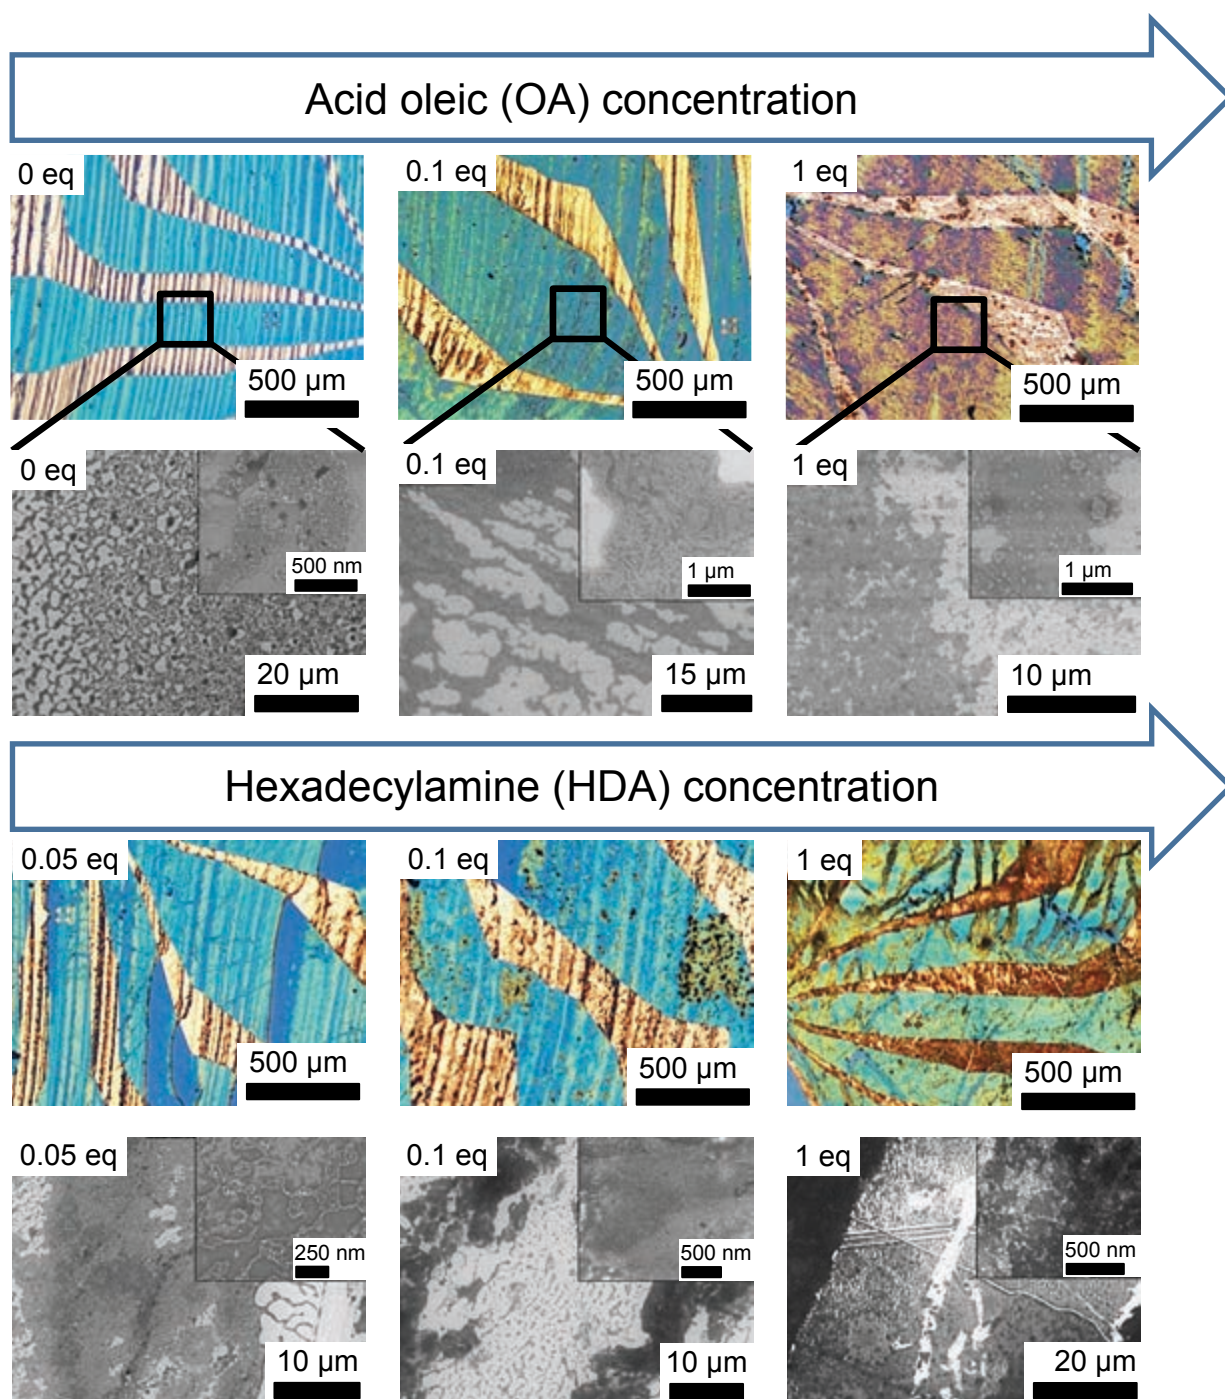 Acid oleic (OA) concentration
0 eq
0.1 eq
1 eq
500 µm
500 µm
500 µm
0 eq
0.1 eq
1 eq
500 nm
1 µm
1 µm
20 µm
15 µm
10 µm
Hexadecylamine (HDA) concentration
0.05 eq
0.1 eq
1 eq
500 µm
500 µm
500 µm
0.05 eq
0.1 eq
1 eq
250 nm
500 nm
500 nm
10 µm
10 µm
20 µm